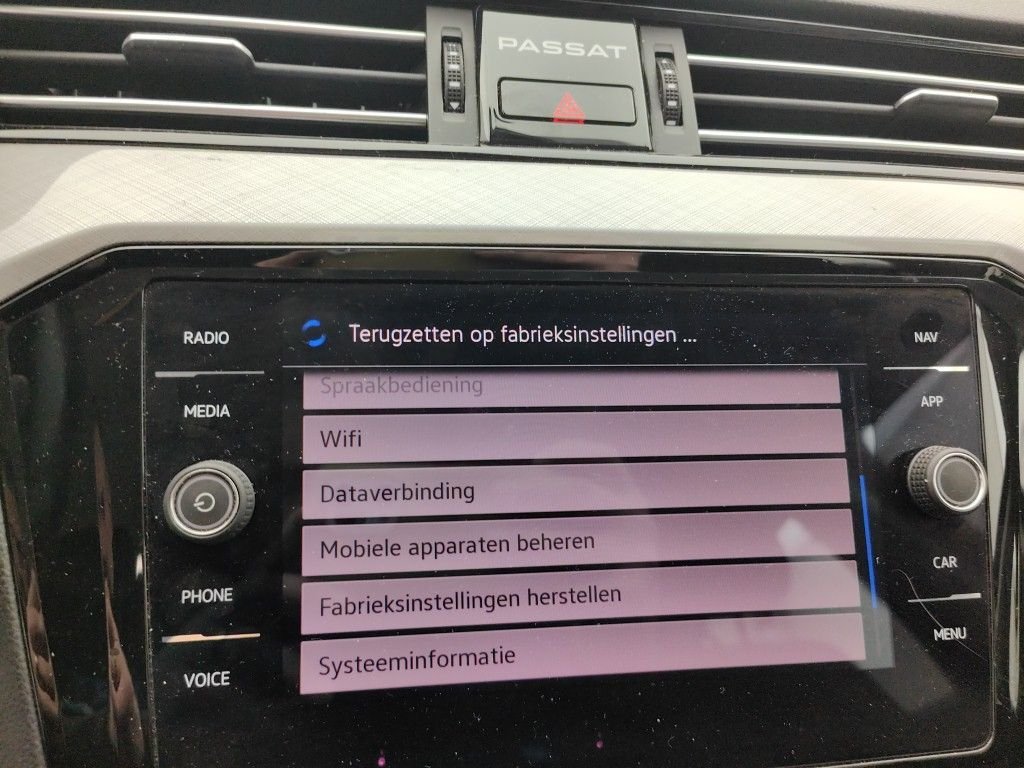 PASSAT
RADIO
MEDIA
PHONE
VOICE
Terugzetten op fabrieksinstellingen ...
Spraakbediening
Wifi
Dataverbinding
Mobiele apparaten beheren
Fabrieksinstellingen herstellen
Systeeminformatie
NAV
APP
CAR
MENU